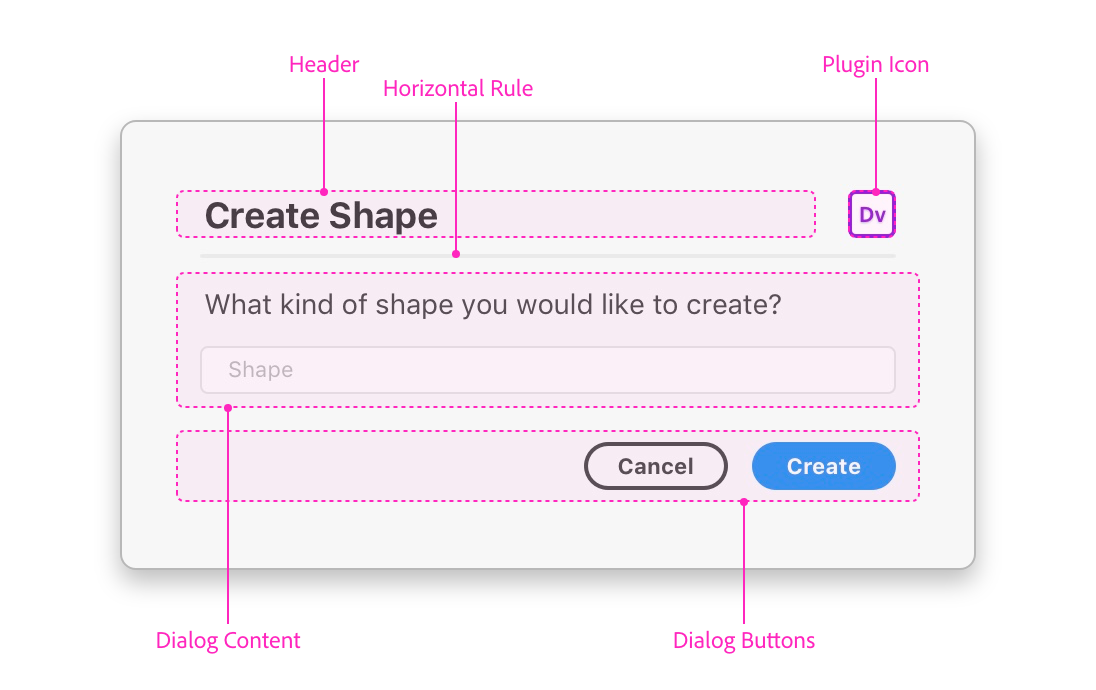 Header
Horizontal Rule
Plugin Icon
Create Shape
Dv
What kind of shape you would like to create?
Shape
Cancel
Create
Dialog Content
Dialog Buttons